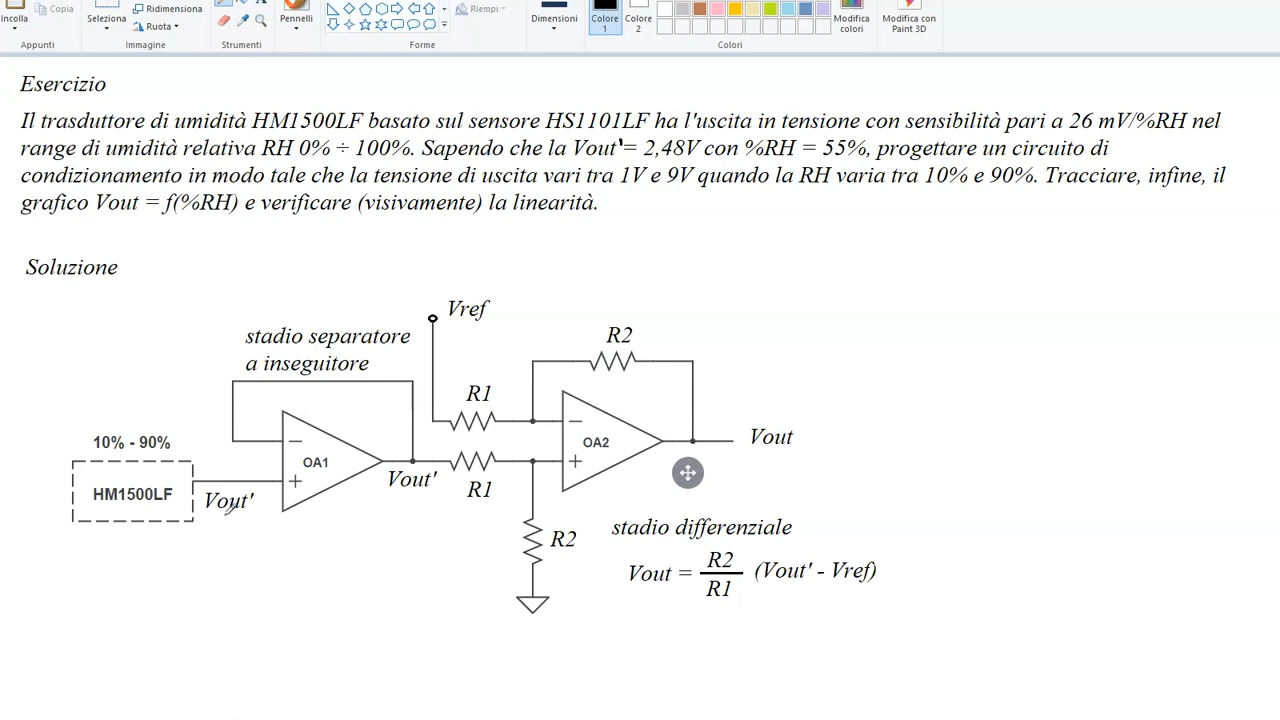 incolla
Copia
Appunti
Seleziona
Ridimensiona
Ruota
Immagine
A
Strumenti
Pennelli
Forme
Riempi
Dimensioni
Colore
1
Colore
2
Modifica
colori
Colori
Modifica con
Paint 3D
Esercizio
Il trasduttore di umidità HM1500LF basato sul sensore HS1101LF ha l'uscita in tensione con sensibilità pari a 26 mV/%RH nel
range di umidità relativa RH 0% ÷ 100%. Sapendo che la Vout'= 2,48V con %RH = 55%, progettare un circuito di
condizionamento in modo tale che la tensione di uscita vari tra 1V e 9V quando la RH varia tra 10% e 90%. Tracciare, infine, il
grafico Vout = f(%RH) e verificare (visivamente) la linearità.
Soluzione
Vref
stadio separatore
a inseguitore
R2
R1
10% - 90%
HM1500LF
Vout'
− 
OA1
+
Vout'
R1
−
OA2
+
Vout
R2
stadio differenziale
Vout = R2/R1 (Vout' - Vref)